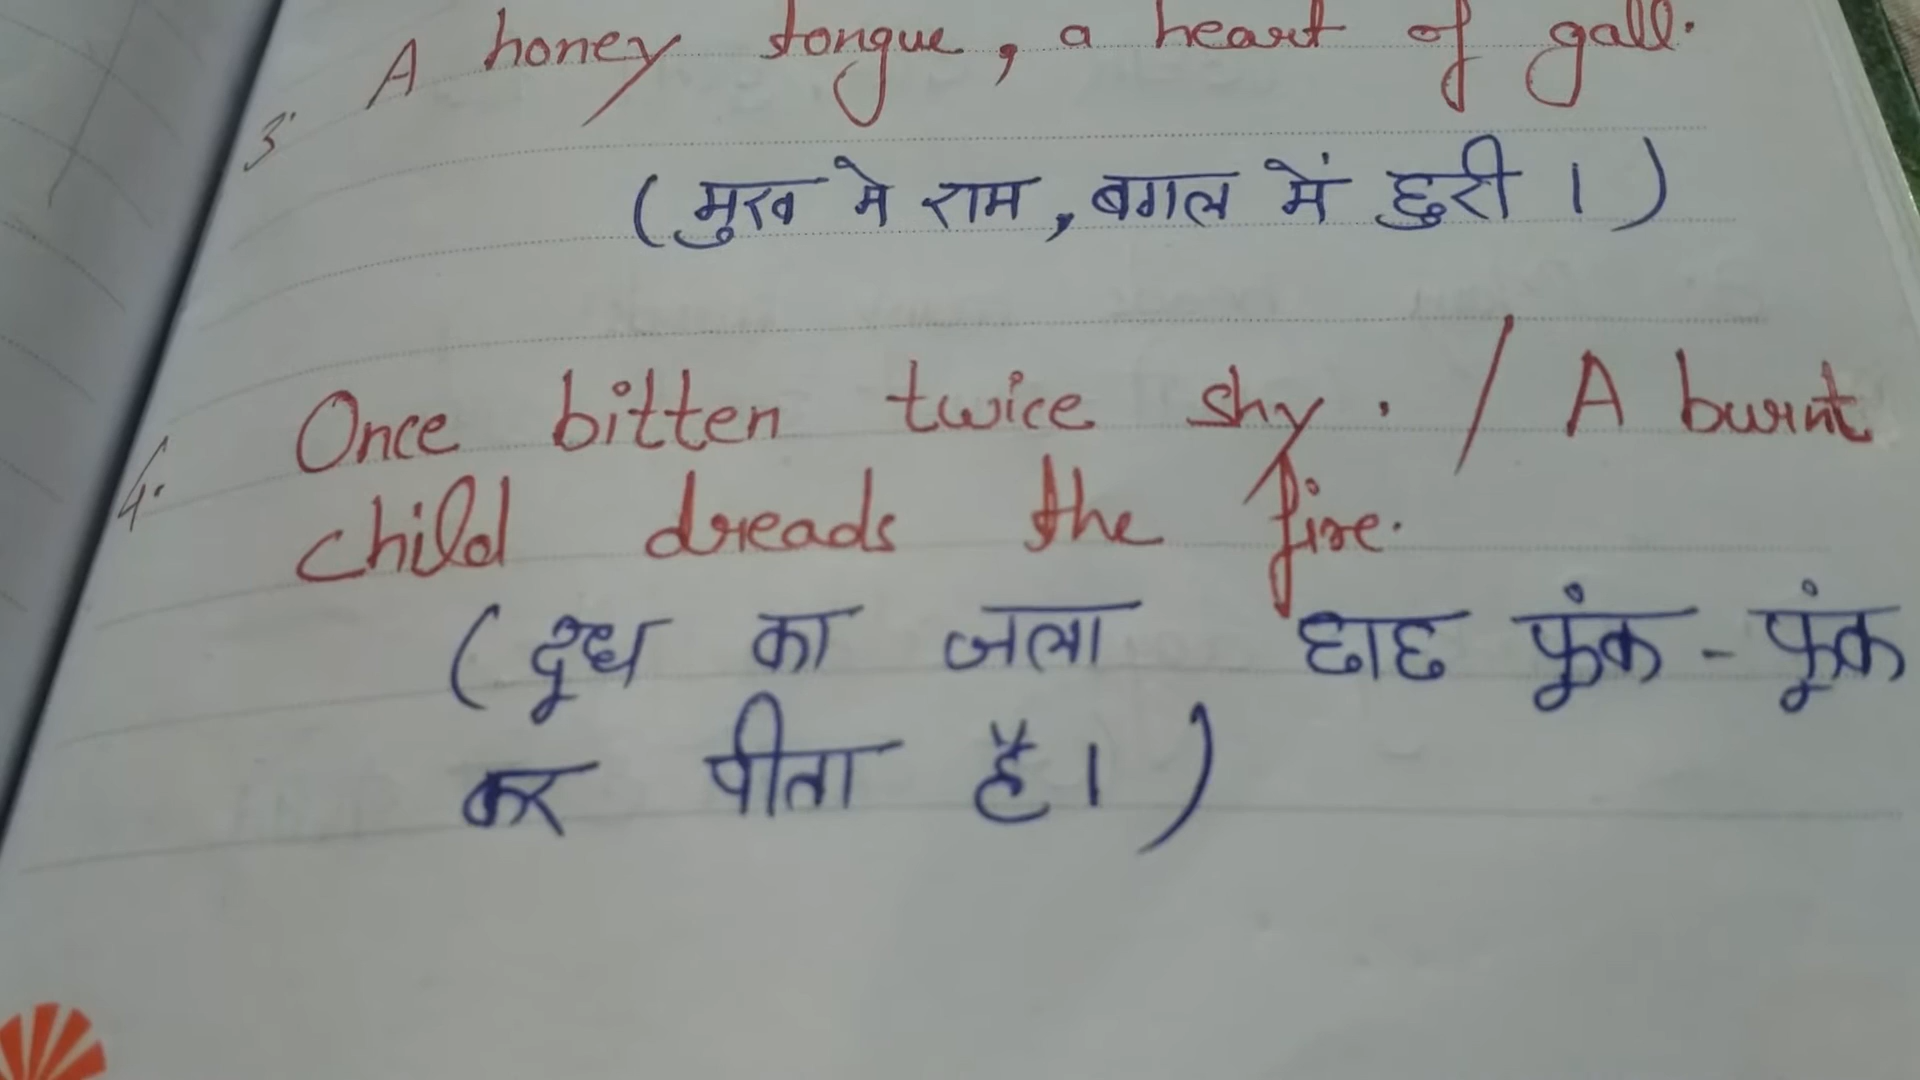 3. A honey tongue, a heart of gall.
(मुख मे राम, बगल में छुरी ।)
4. Once bitten twice shy. / A burnt
child dreads the fire.
(दूध का जला छाछ फूंक - फूंक
कर पीता है। )